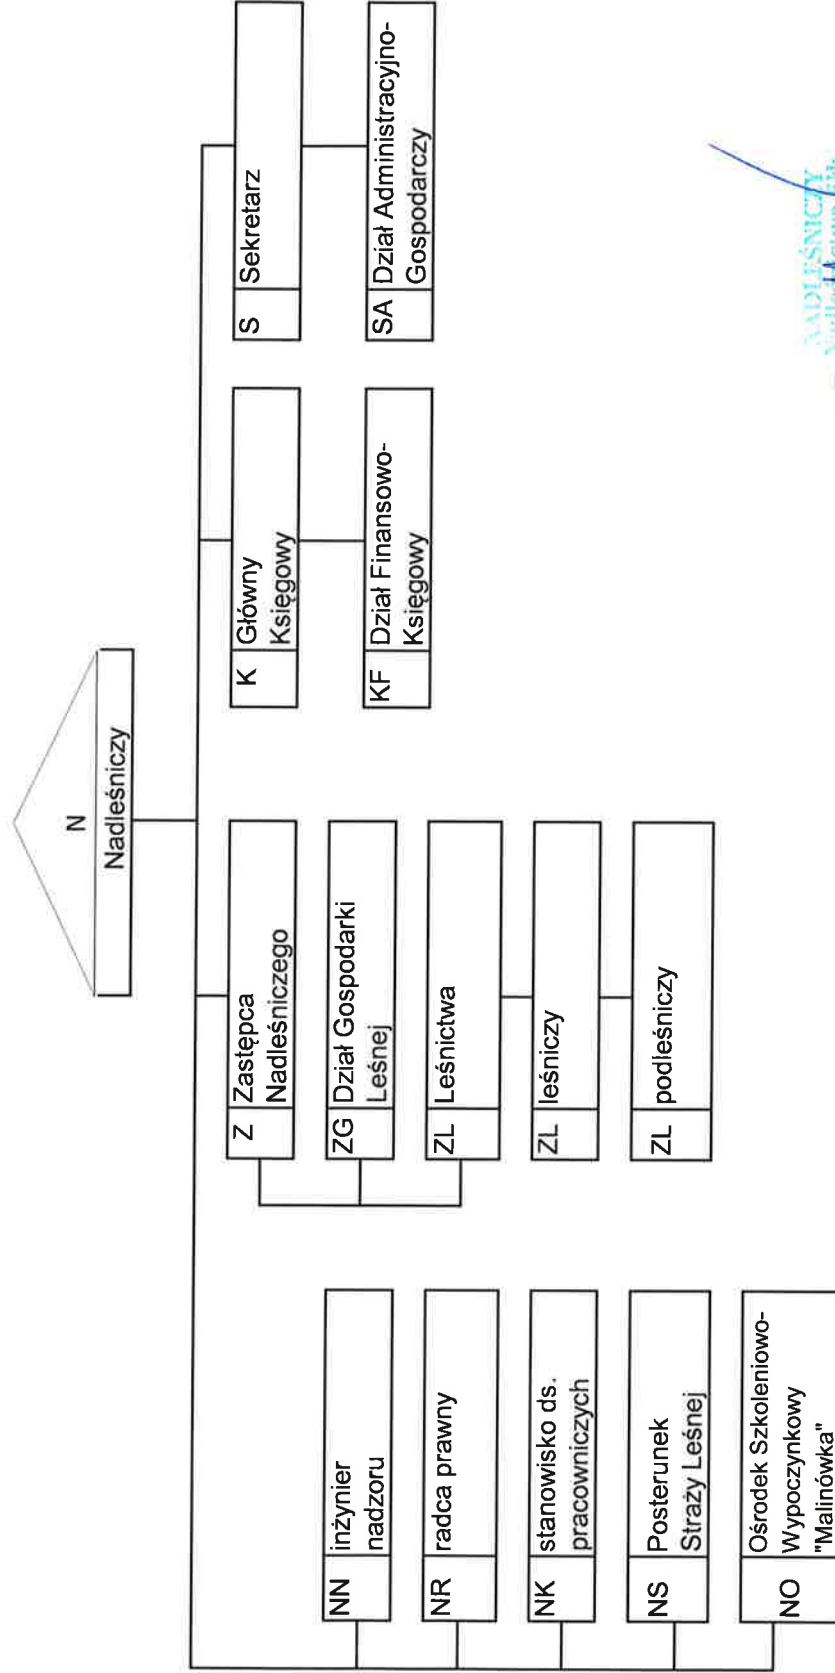 N
Nadleśniczy
Z
Zastępca
Nadleśniczego
ZG
Dział Gospodarki
Leśnej
ZL
Leśnictwa
ZL
leśniczy
ZL
podleśniczy
K
Główny
Księgowy
KF
Dział Finansowo-
Księgowy
S
Sekretarz
SA
Dział Administracyjno-
Gospodarczy
NN
inżynier
nadzoru
NR
radca prawny
NK
stanowisko ds.
pracowniczych
NS
Posterunek
Straży Leśnej
NO
Ośrodek Szkoleniowo-
Wypoczynkowy
"Malinówka"
NADLEŚNICZY